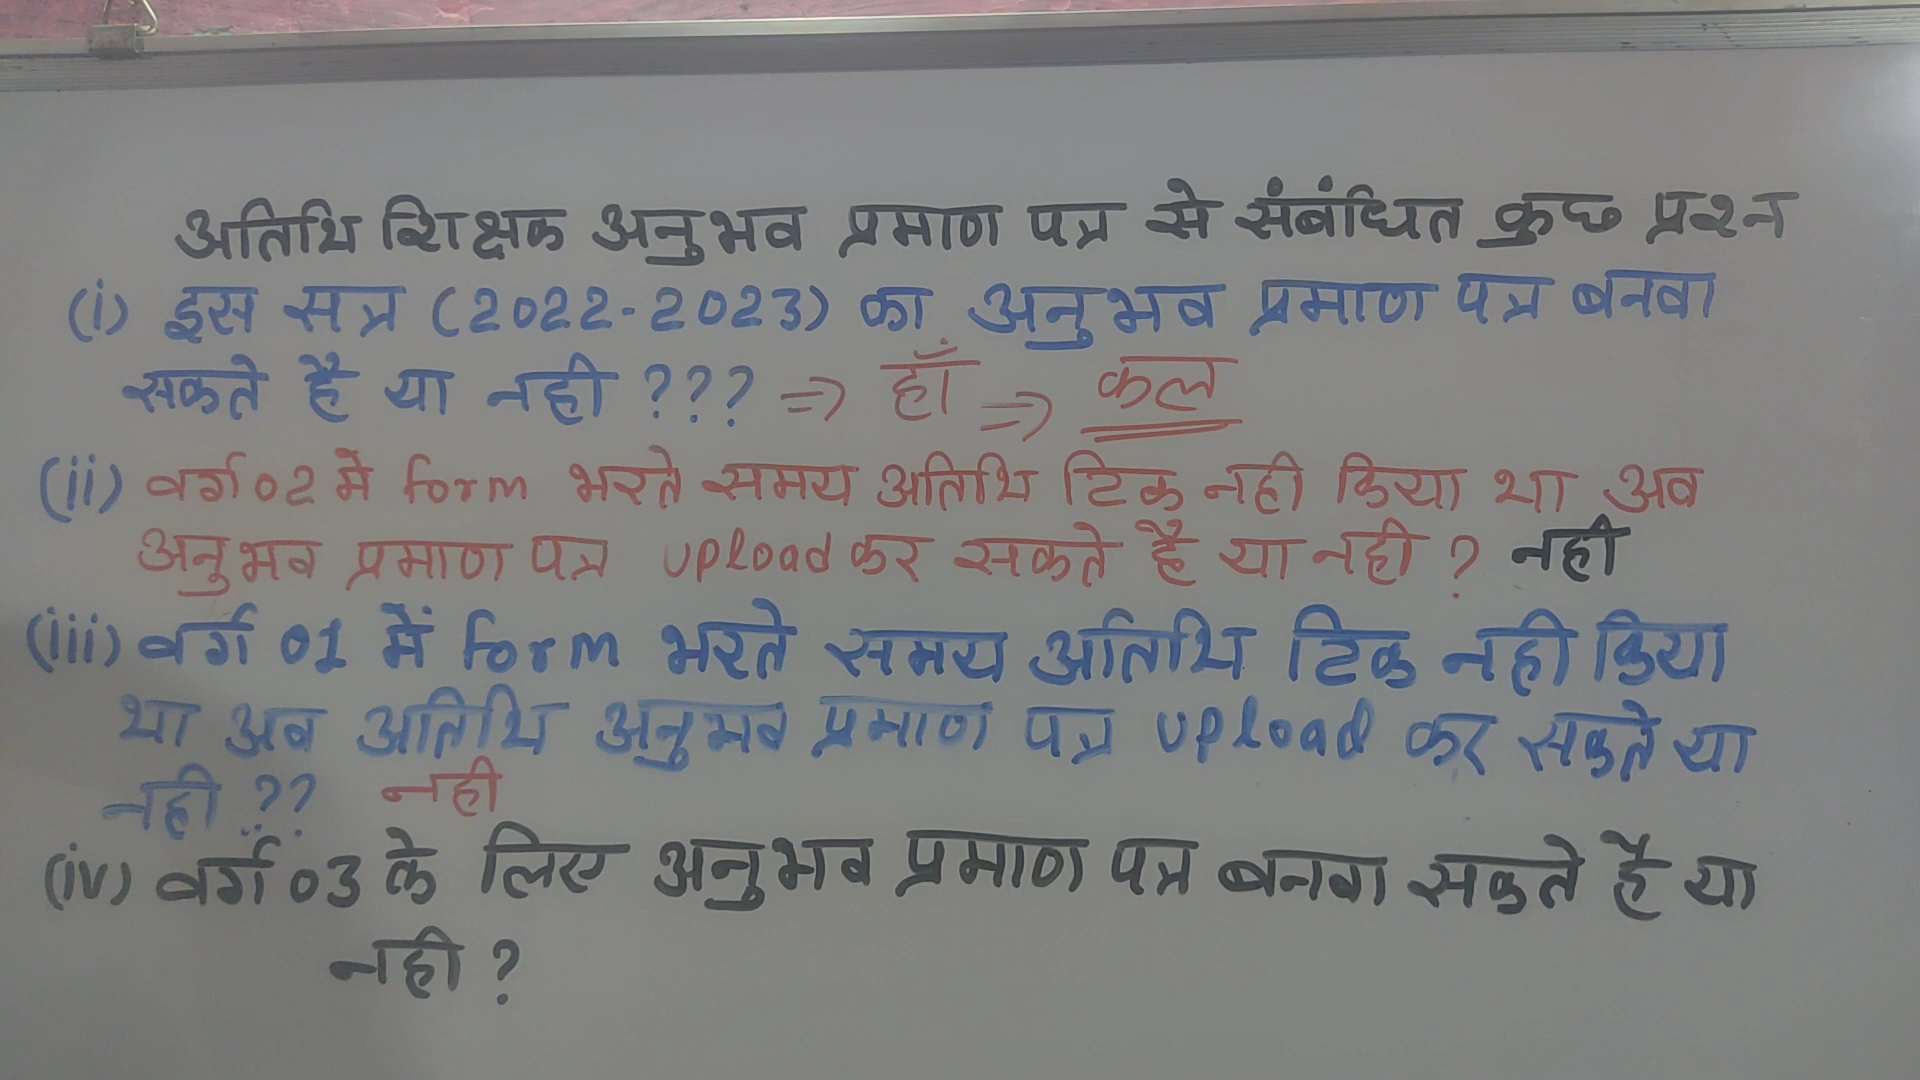 अतिथि शिक्षक अनुभव प्रमाण पत्र से संबंधित कुछ प्रश्न
(i) इस सत्र (2022-2023) का अनुभव प्रमाण पत्र बनवा
सकते है या नही ??? => हाँ => कल
(ii) वर्ग 02 मे form भरते समय अतिथि टिक नही किया था अब
अनुभव प्रमाण पत्र upload कर सकते है या नही ? नही
(iii) वर्ग 01 में form भरते समय अतिथि टिक नही किया
था अब अतिथि अनुभव प्रमाण पत्र upload कर सकते या
नही ?? नही
(iv) वर्ग 03 के लिए अनुभव प्रमाण पत्र बनवा सकते है या
नही ?